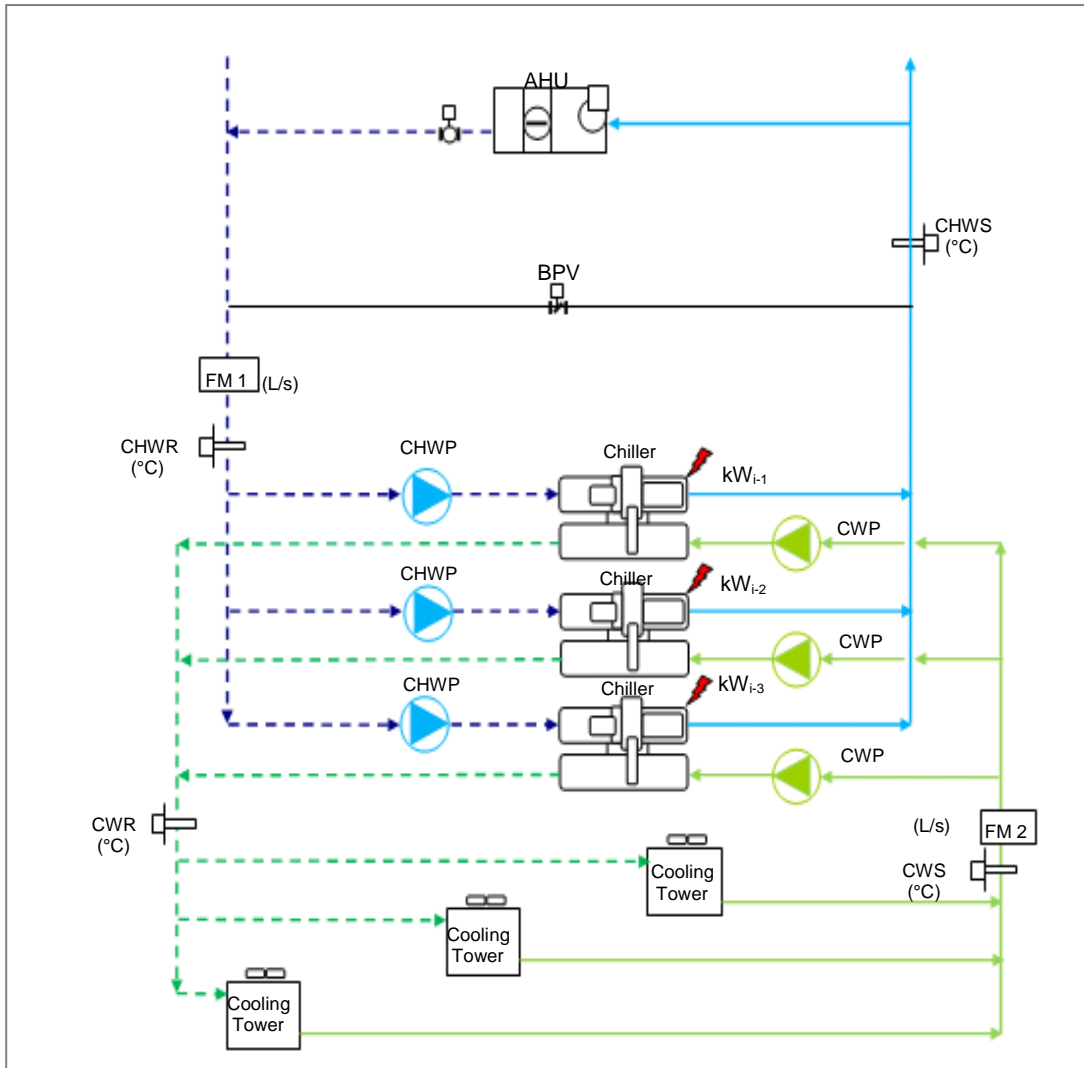 AHU
CHWS
(°C)
BPV
FM 1
(L/s)
CHWR
(°C)
CHWP
Chiller
kWi-1
CWP
CHWP
Chiller
kWi-2
CWP
CHWP
Chiller
kWi-3
CWP
CWR
(°C)
(L/s)
FM 2
CWS
(°C)
Cooling
Tower
Cooling
Tower
Cooling
Tower